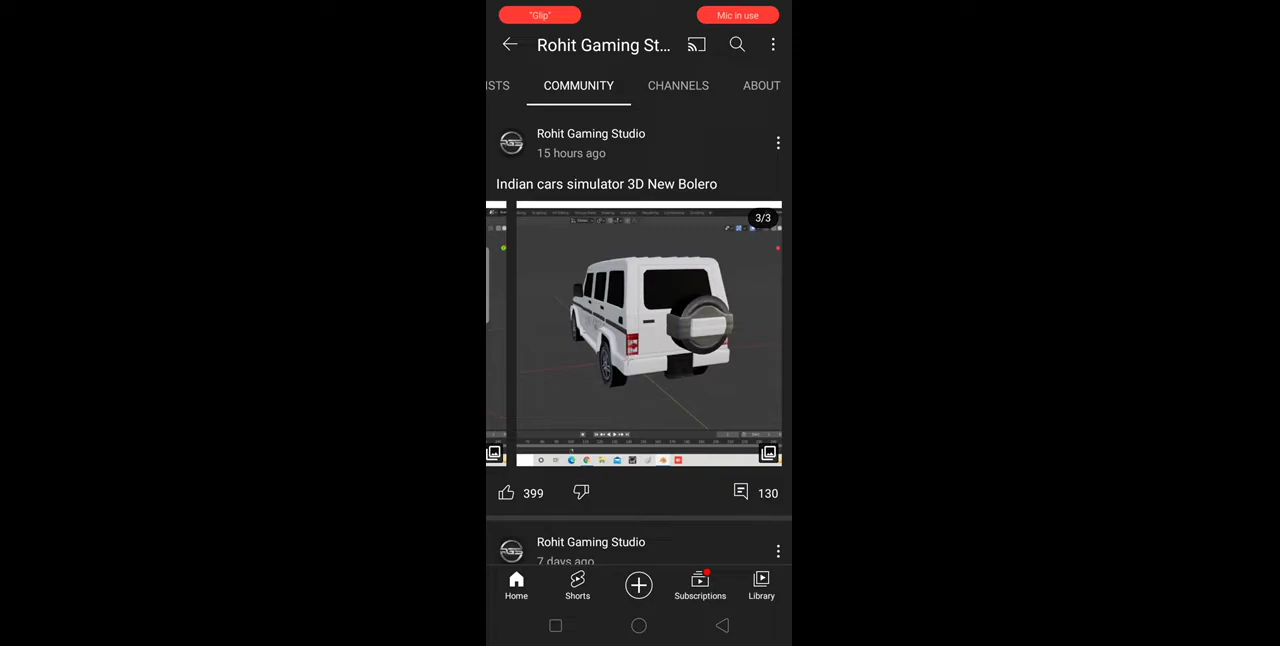 "Glip"
Mic in use
Rohit Gaming St...
ISTS
COMMUNITY
CHANNELS
ABOUT
Rohit Gaming Studio
15 hours ago
Indian cars simulator 3D New Bolero
3/3
399
130
Rohit Gaming Studio
7 days ago
Home
Shorts
Subscriptions
Library